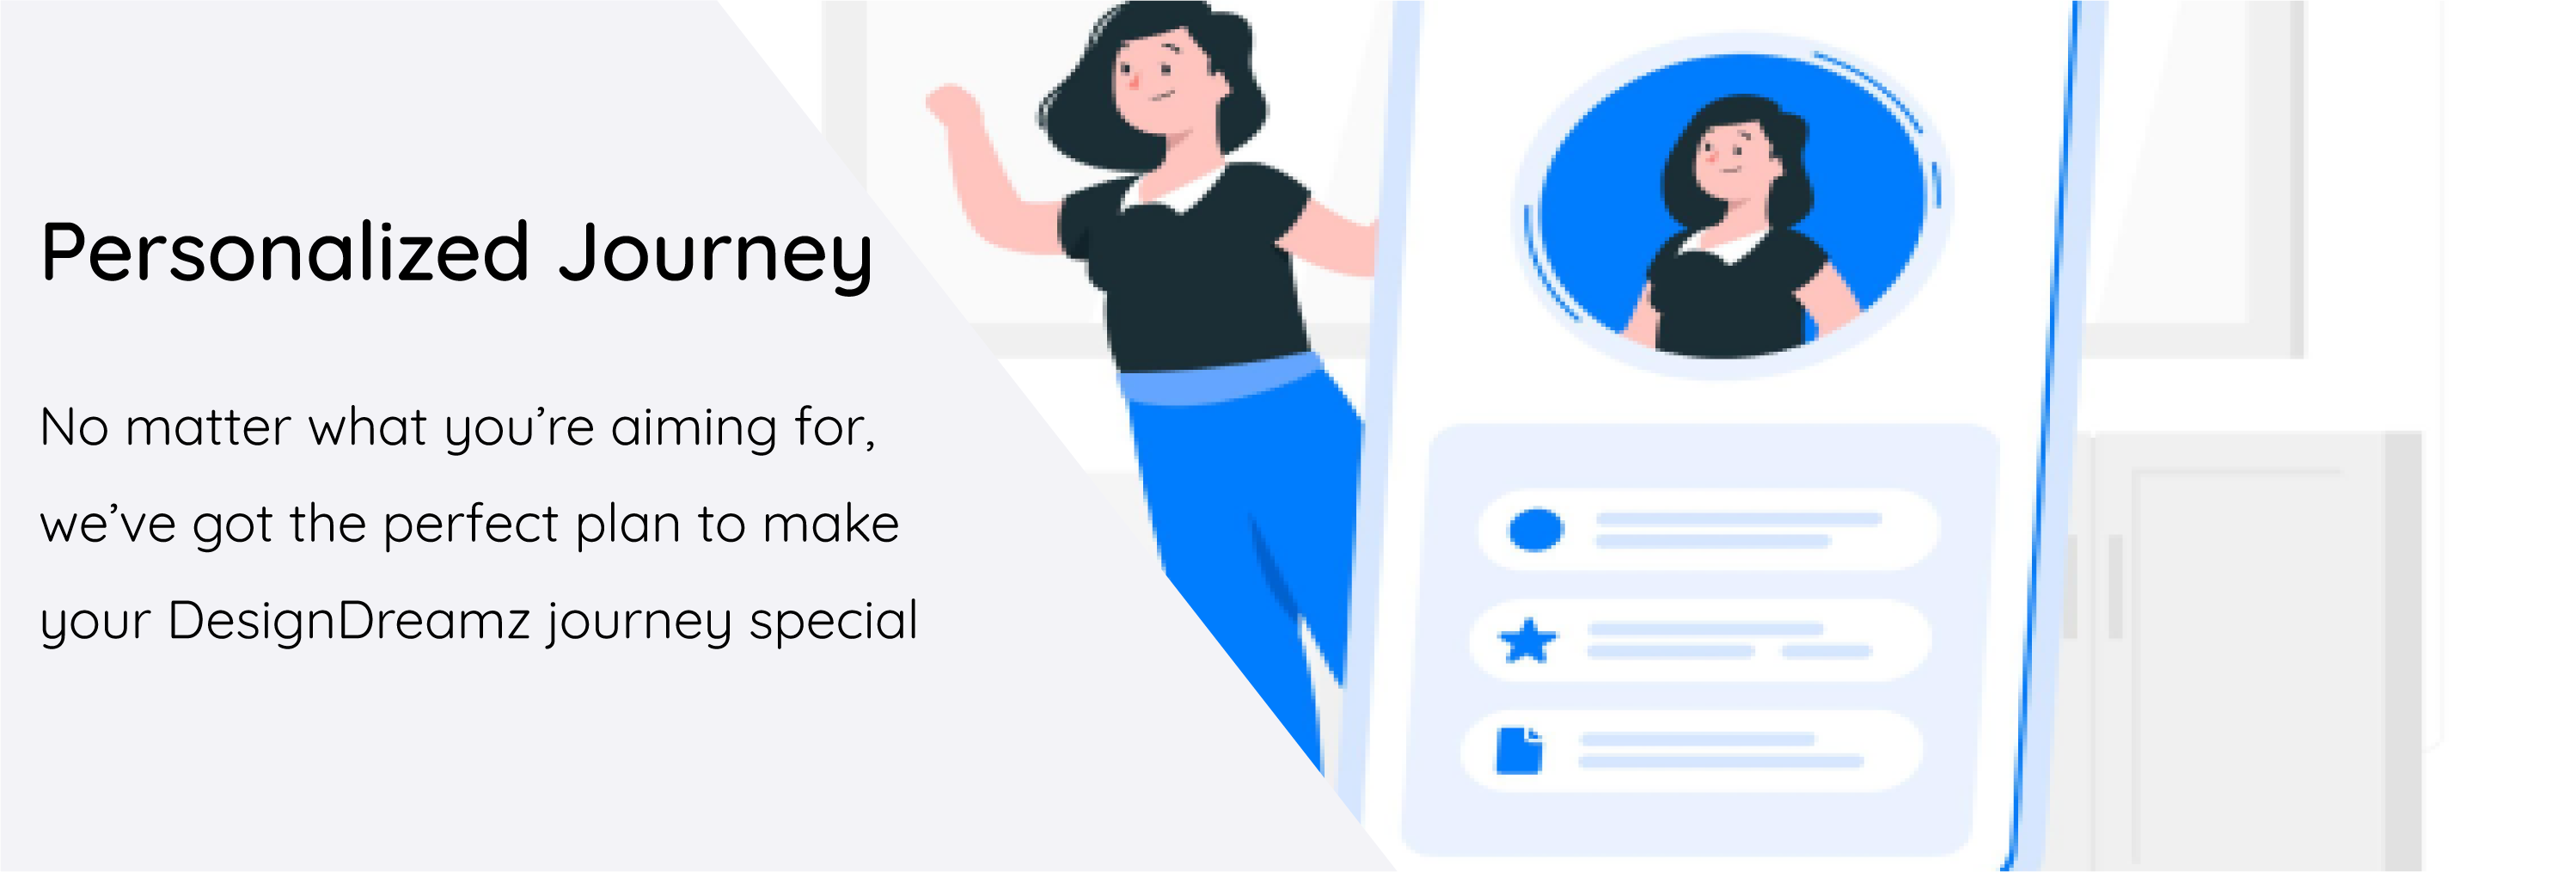 Personalized Journey
No matter what you’re aiming for,
we’ve got the perfect plan to make
your DesignDreamz journey special